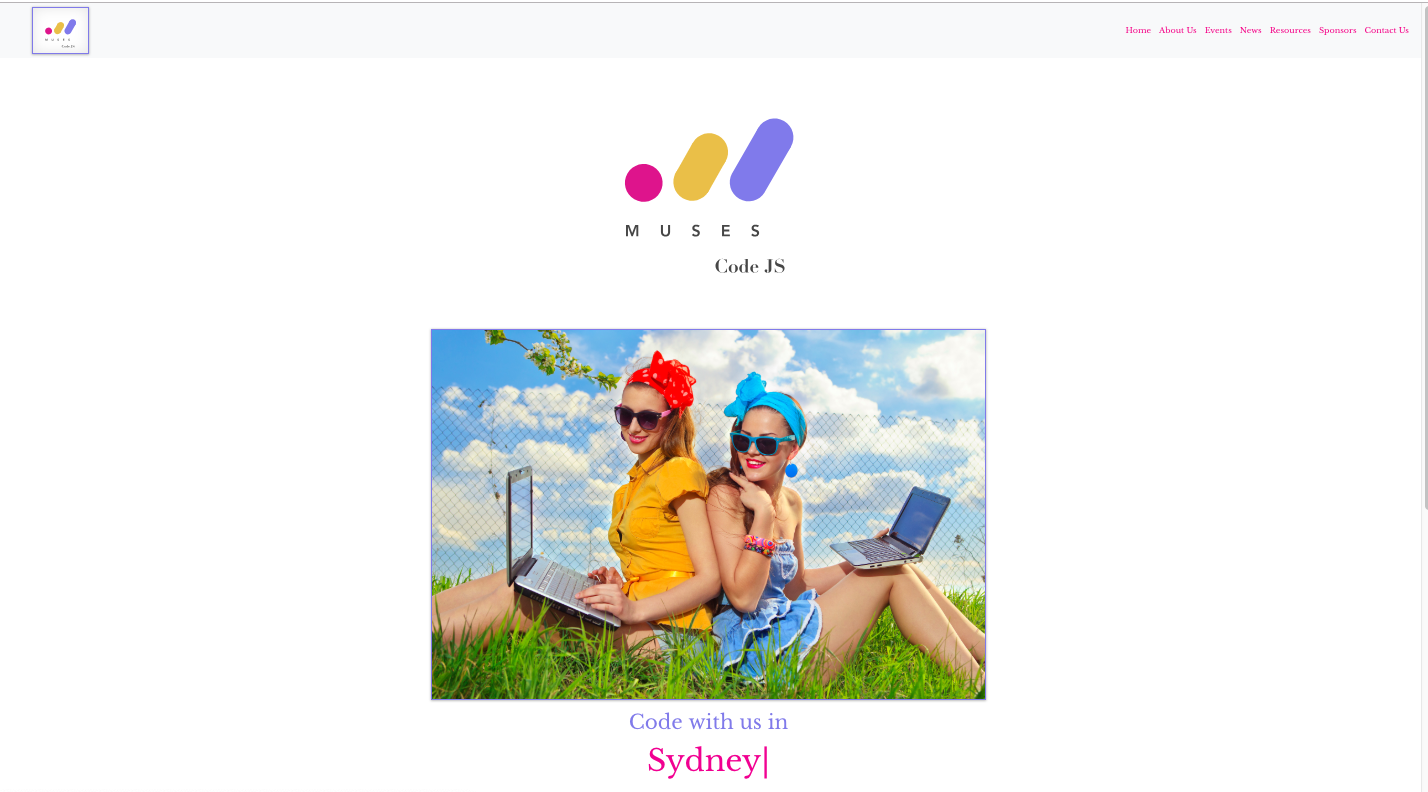 MUSES
Code JS
Home About Us Events News Resources Sponsors Contact Us
MUSES
Code JS
Code with us in
Sydney|